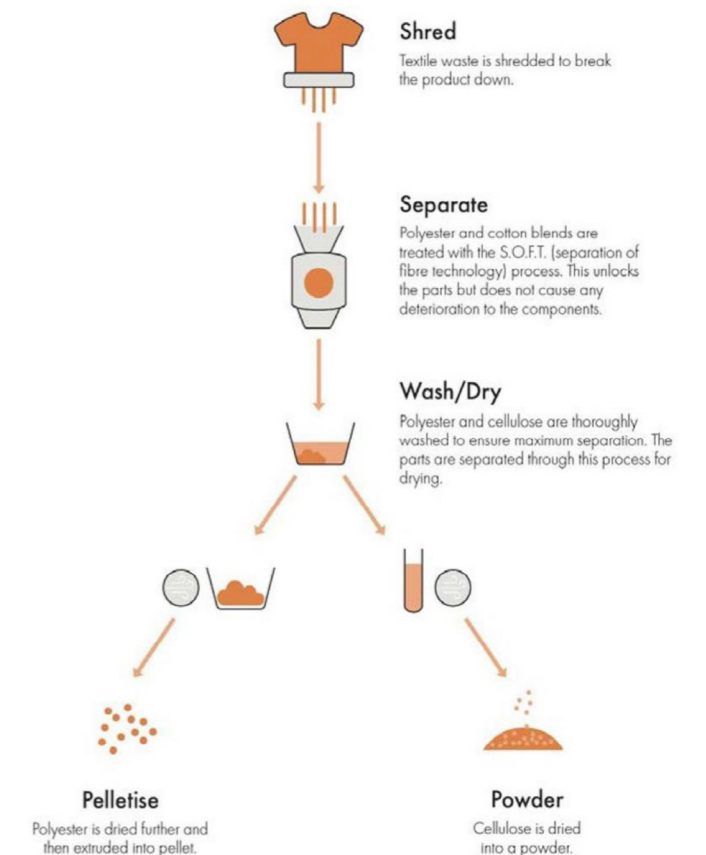 Shred
Textile waste is shredded to break
the product down.
Separate
Polyester and cotton blends are
treated with the S.O.F.T. (separation of
fibre technology) process. This unlocks
the parts but does not cause any
deterioration to the components.
Wash/Dry
Polyester and cellulose are thoroughly
washed to ensure maximum separation. The
parts are separated through this process for
drying.
Pelletise
Polyester is dried further and
then extruded into pellet.
Powder
Cellulose is dried
into a powder.